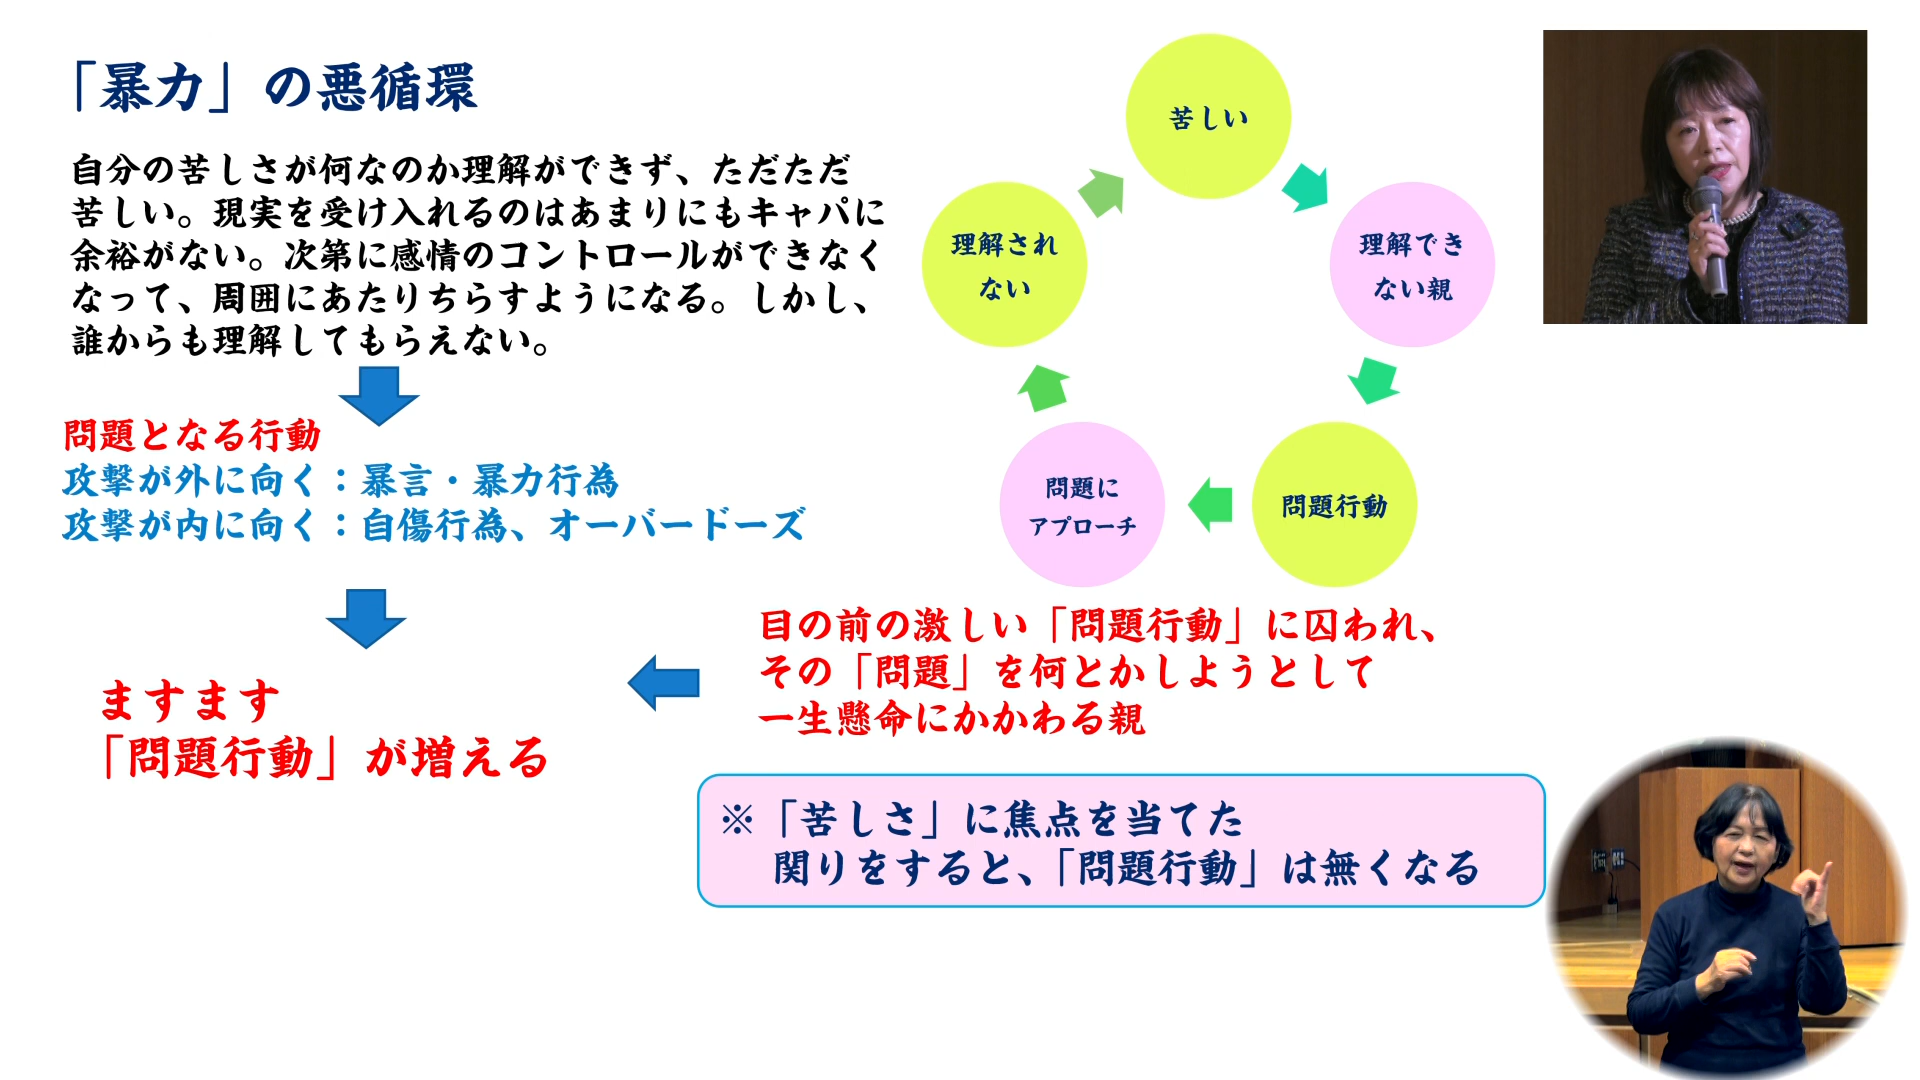 「暴力」の悪循環
自分の苦しさが何なのか理解ができず、ただただ
苦しい。現実を受け入れるのはあまりにもキャパに
余裕がない。次第に感情のコントロールができなく
なって、周囲にあたりちらすようになる。しかし、
誰からも理解してもらえない。
問題となる行動
攻撃が外に向く：暴言・暴力行為
攻撃が内に向く：自傷行為、オーバードーズ
ますます
「問題行動」が増える
苦しい
理解でき
ない親
問題行動
問題に
アプローチ
理解され
ない
目の前の激しい「問題行動」に囚われ、
その「問題」を何とかしようとして
一生懸命にかかわる親
※「苦しさ」に焦点を当てた
関りをすると、「問題行動」は無くなる